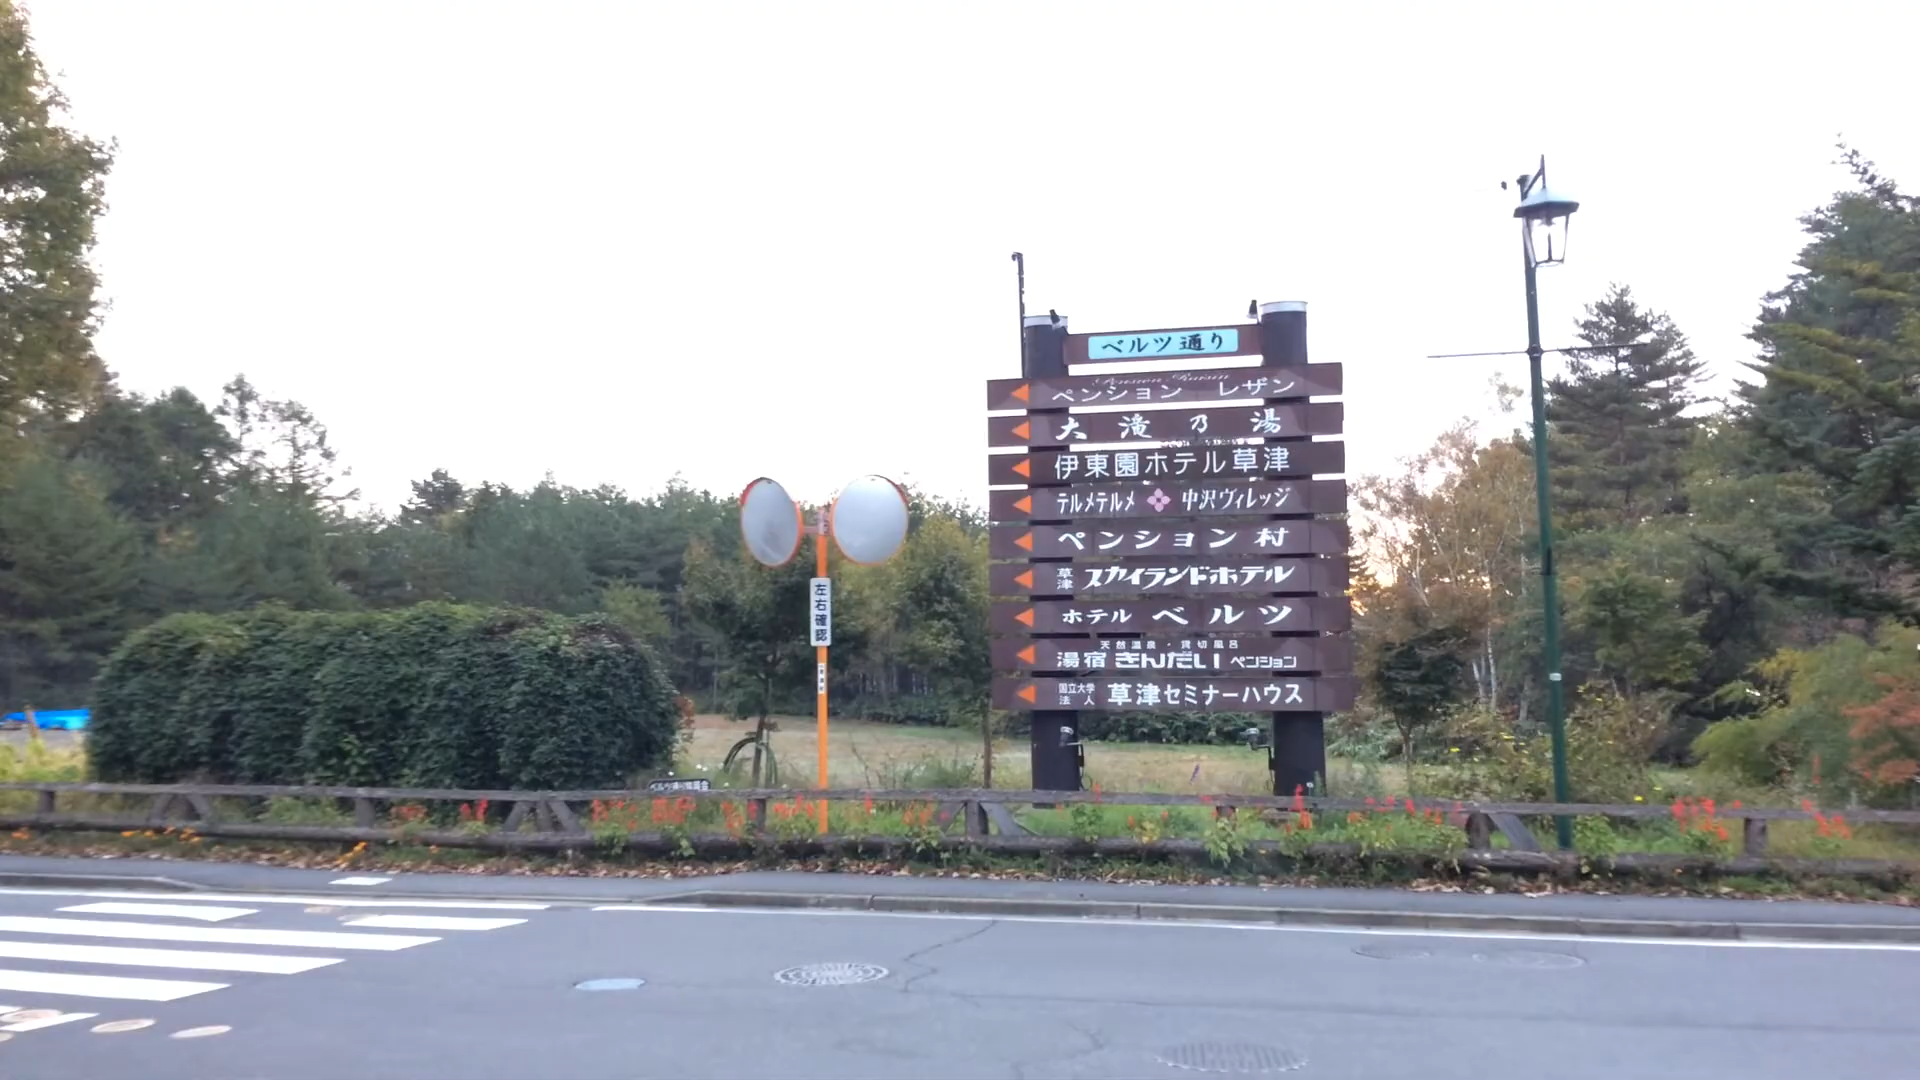 ベルツ通り
Pension Raisin
ペンション レザン
大滝乃湯
伊東園ホテル草津
テルメテルメ 中沢ヴィレッジ
ペンション村
草津 スカイランドホテル
ホテル ベルツ
天然温泉・貸切風呂
湯宿 きんだい ペンション
国立大学法人 草津セミナーハウス
左右確認